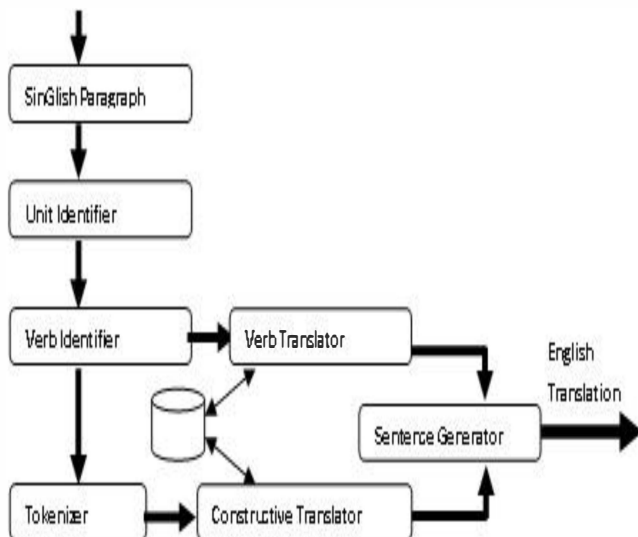 SinGlish Paragraph
Unit Identifier
Verb Identifier
Verb Translator
English
Translation
Sentence Generator
Tokenizer
Constructive Translator